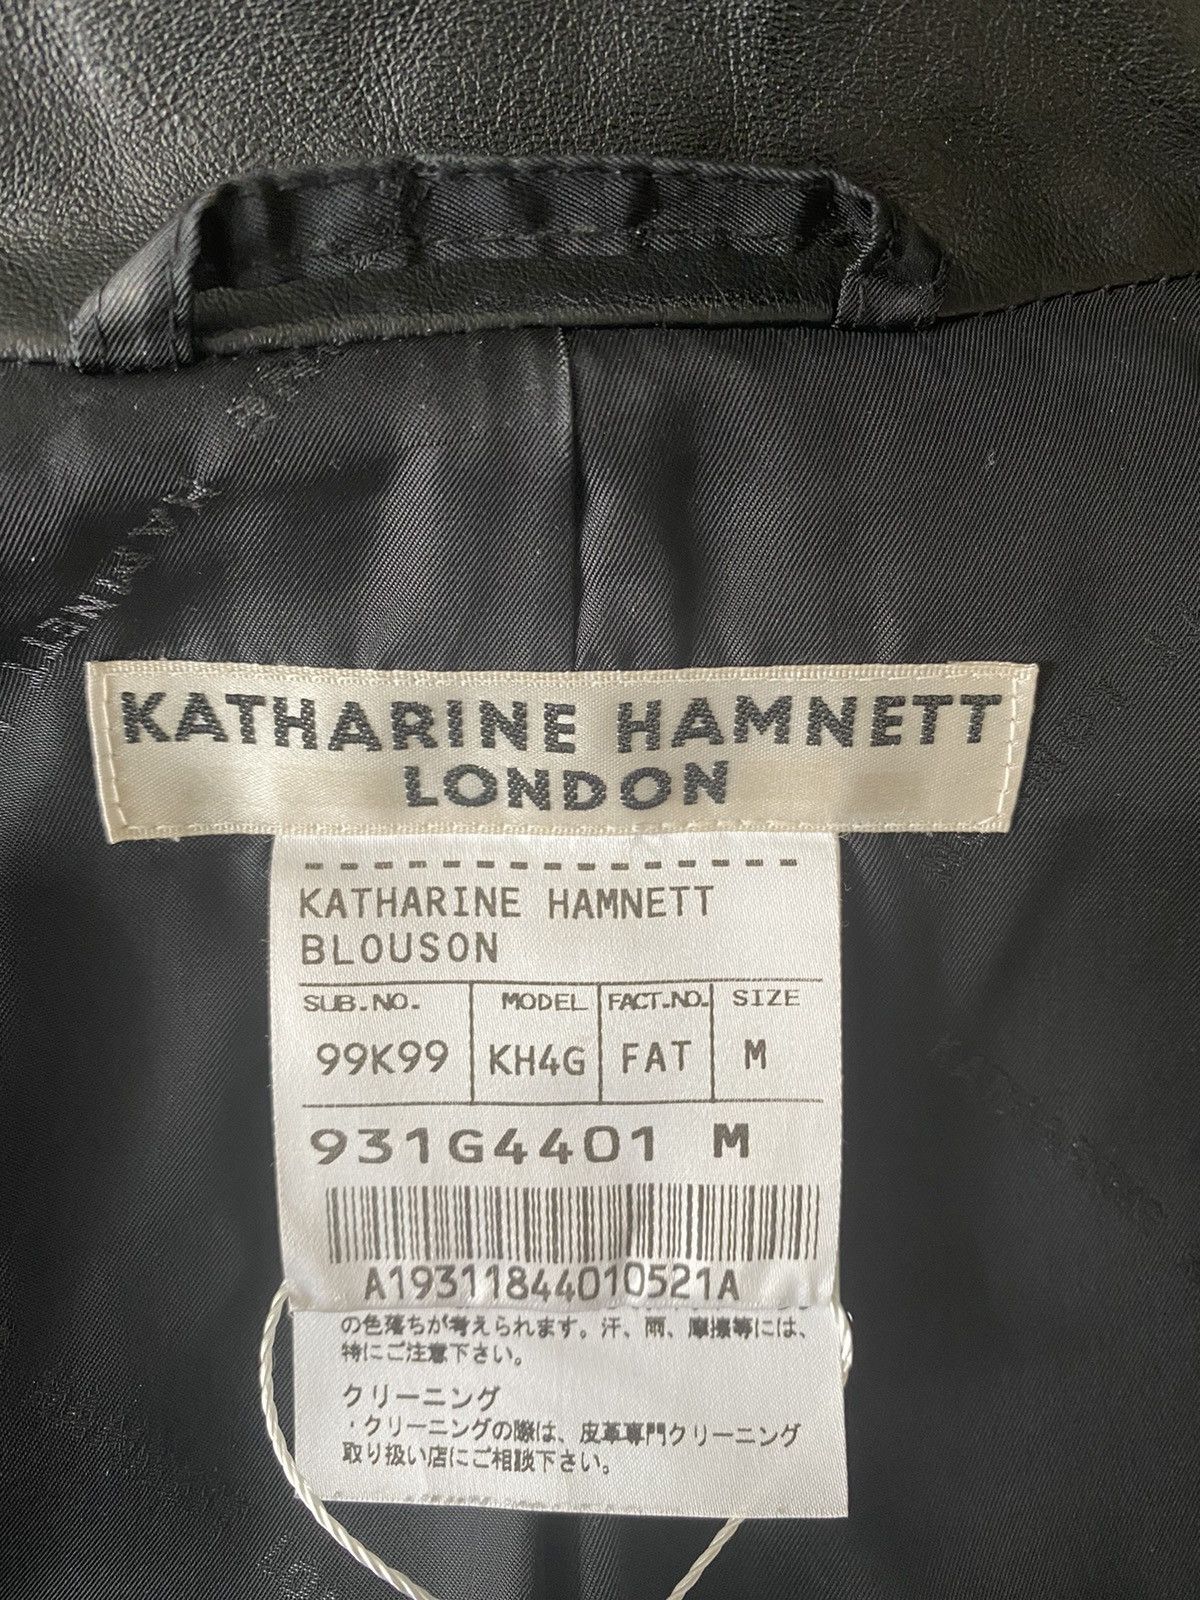 HAMNETT
KATHARINE HAMNETT
LONDON
KATHARINE HAMNETT
BLOUSON
SUB.NO. MODEL FACT.NO. SIZE
99K99 KH4G FAT M
931G4401 M
A19311844010521A
の色落ちが考えられます。汗、雨、摩擦等には、
特にご注意下さい。
クリーニング
・クリーニングの際は、皮革専門クリーニング
取り扱い店にご相談下さい。